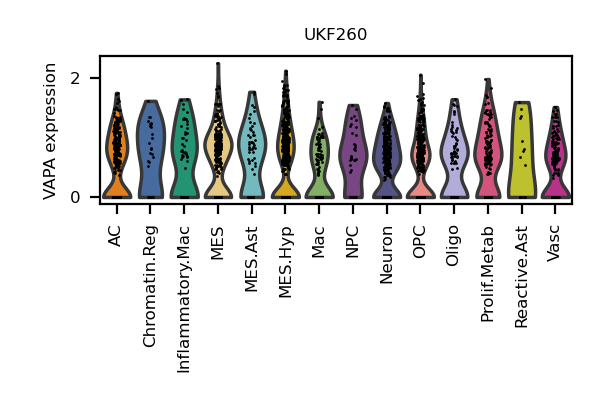 UKF260
VAPA expression
2
0
AC
Chromatin.Reg
Inflammatory.Mac
MES
MES.Ast
MES.Hyp
Mac
NPC
Neuron
OPC
Oligo
Prolif.Metab
Reactive.Ast
Vasc